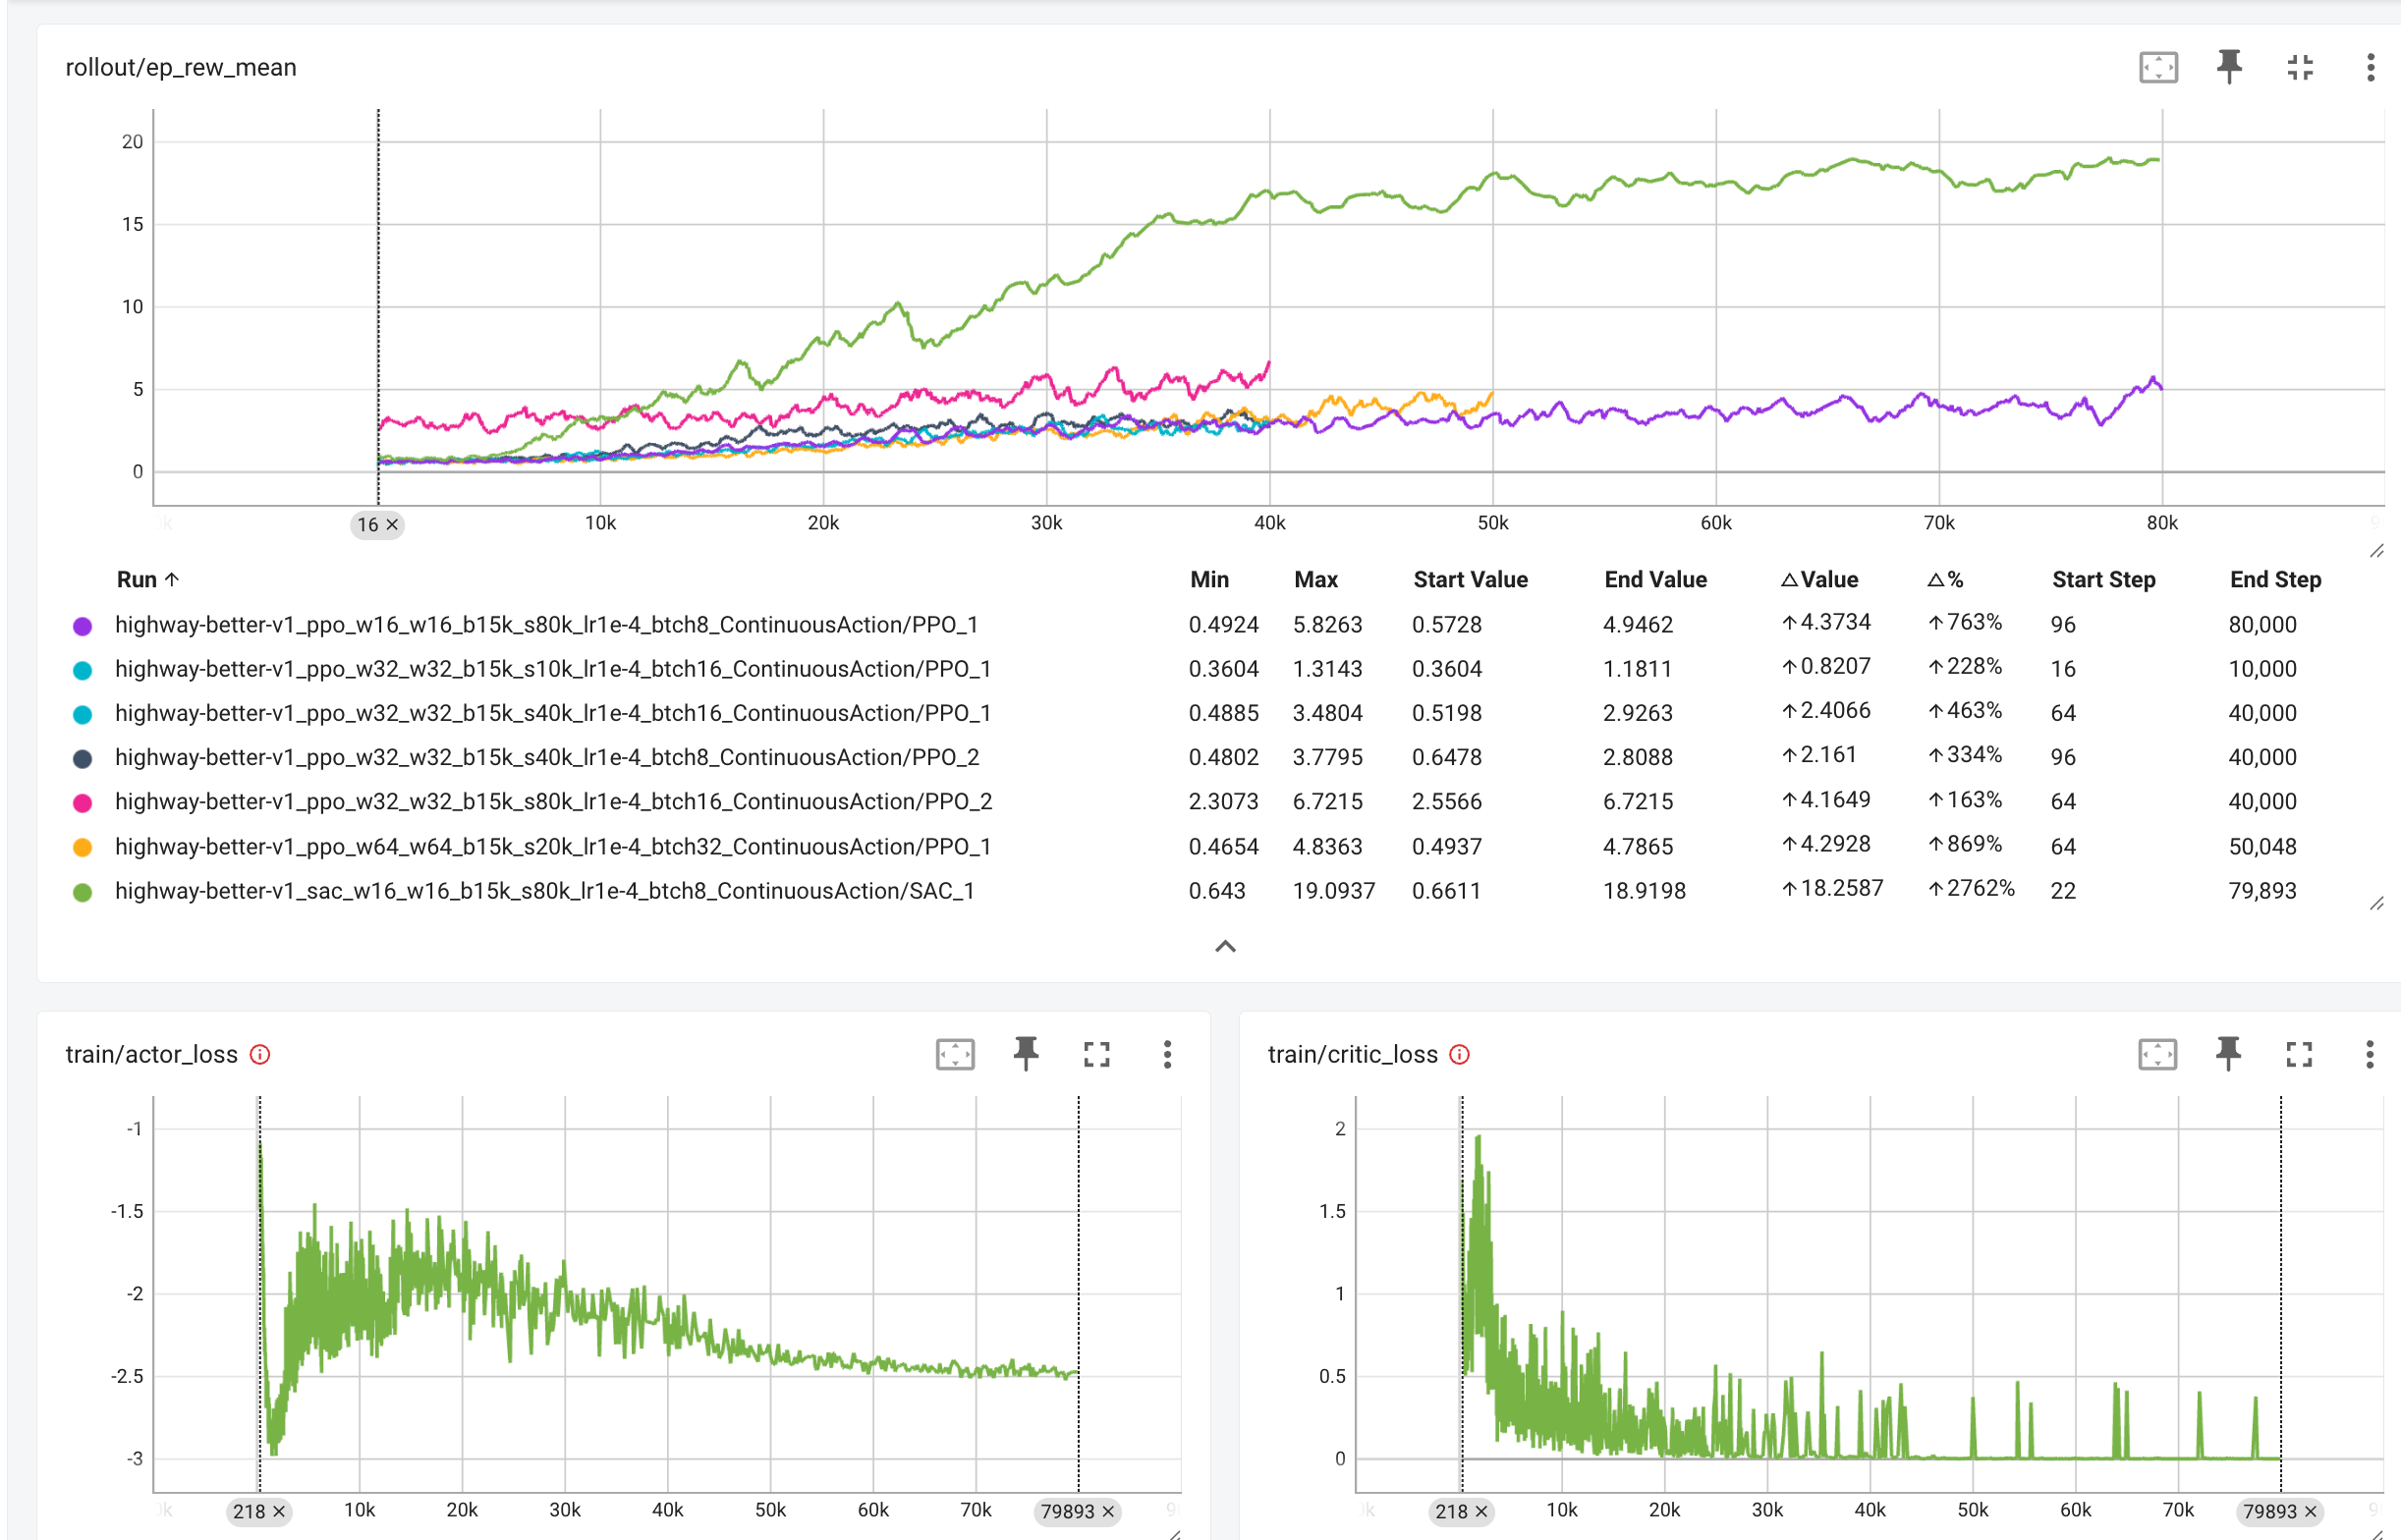 rollout/ep_rew_mean
20
15
10
5
0
16 × 10k 20k 30k 40k 50k 60k 70k 80k
Run ↑ Min Max Start Value End Value △Value △% Start Step End Step
highway-better-v1_ppo_w16_w16_b15k_s80k_lr1e-4_btch8_ContinuousAction/PPO_1 0.4924 5.8263 0.5728 4.9462 ↑4.3734 ↑763% 96 80,000
highway-better-v1_ppo_w32_w32_b15k_s10k_lr1e-4_btch16_ContinuousAction/PPO_1 0.3604 1.3143 0.3604 1.1811 ↑0.8207 ↑228% 16 10,000
highway-better-v1_ppo_w32_w32_b15k_s40k_lr1e-4_btch16_ContinuousAction/PPO_1 0.4885 3.4804 0.5198 2.9263 ↑2.4066 ↑463% 64 40,000
highway-better-v1_ppo_w32_w32_b15k_s40k_lr1e-4_btch8_ContinuousAction/PPO_2 0.4802 3.7795 0.6478 2.8088 ↑2.161 ↑334% 96 40,000
highway-better-v1_ppo_w32_w32_b15k_s80k_lr1e-4_btch16_ContinuousAction/PPO_2 2.3073 6.7215 2.5566 6.7215 ↑4.1649 ↑163% 64 40,000
highway-better-v1_ppo_w64_w64_b15k_s20k_lr1e-4_btch32_ContinuousAction/PPO_1 0.4654 4.8363 0.4937 4.7865 ↑4.2928 ↑869% 64 50,048
highway-better-v1_sac_w16_w16_b15k_s80k_lr1e-4_btch8_ContinuousAction/SAC_1 0.643 19.0937 0.6611 18.9198 ↑18.2587 ↑2762% 22 79,893
train/actor_loss
-1
-1.5
-2
-2.5
-3
218 × 10k 20k 30k 40k 50k 60k 70k 79893 ×
train/critic_loss
2
1.5
1
0.5
0
218 × 10k 20k 30k 40k 50k 60k 70k 79893 ×